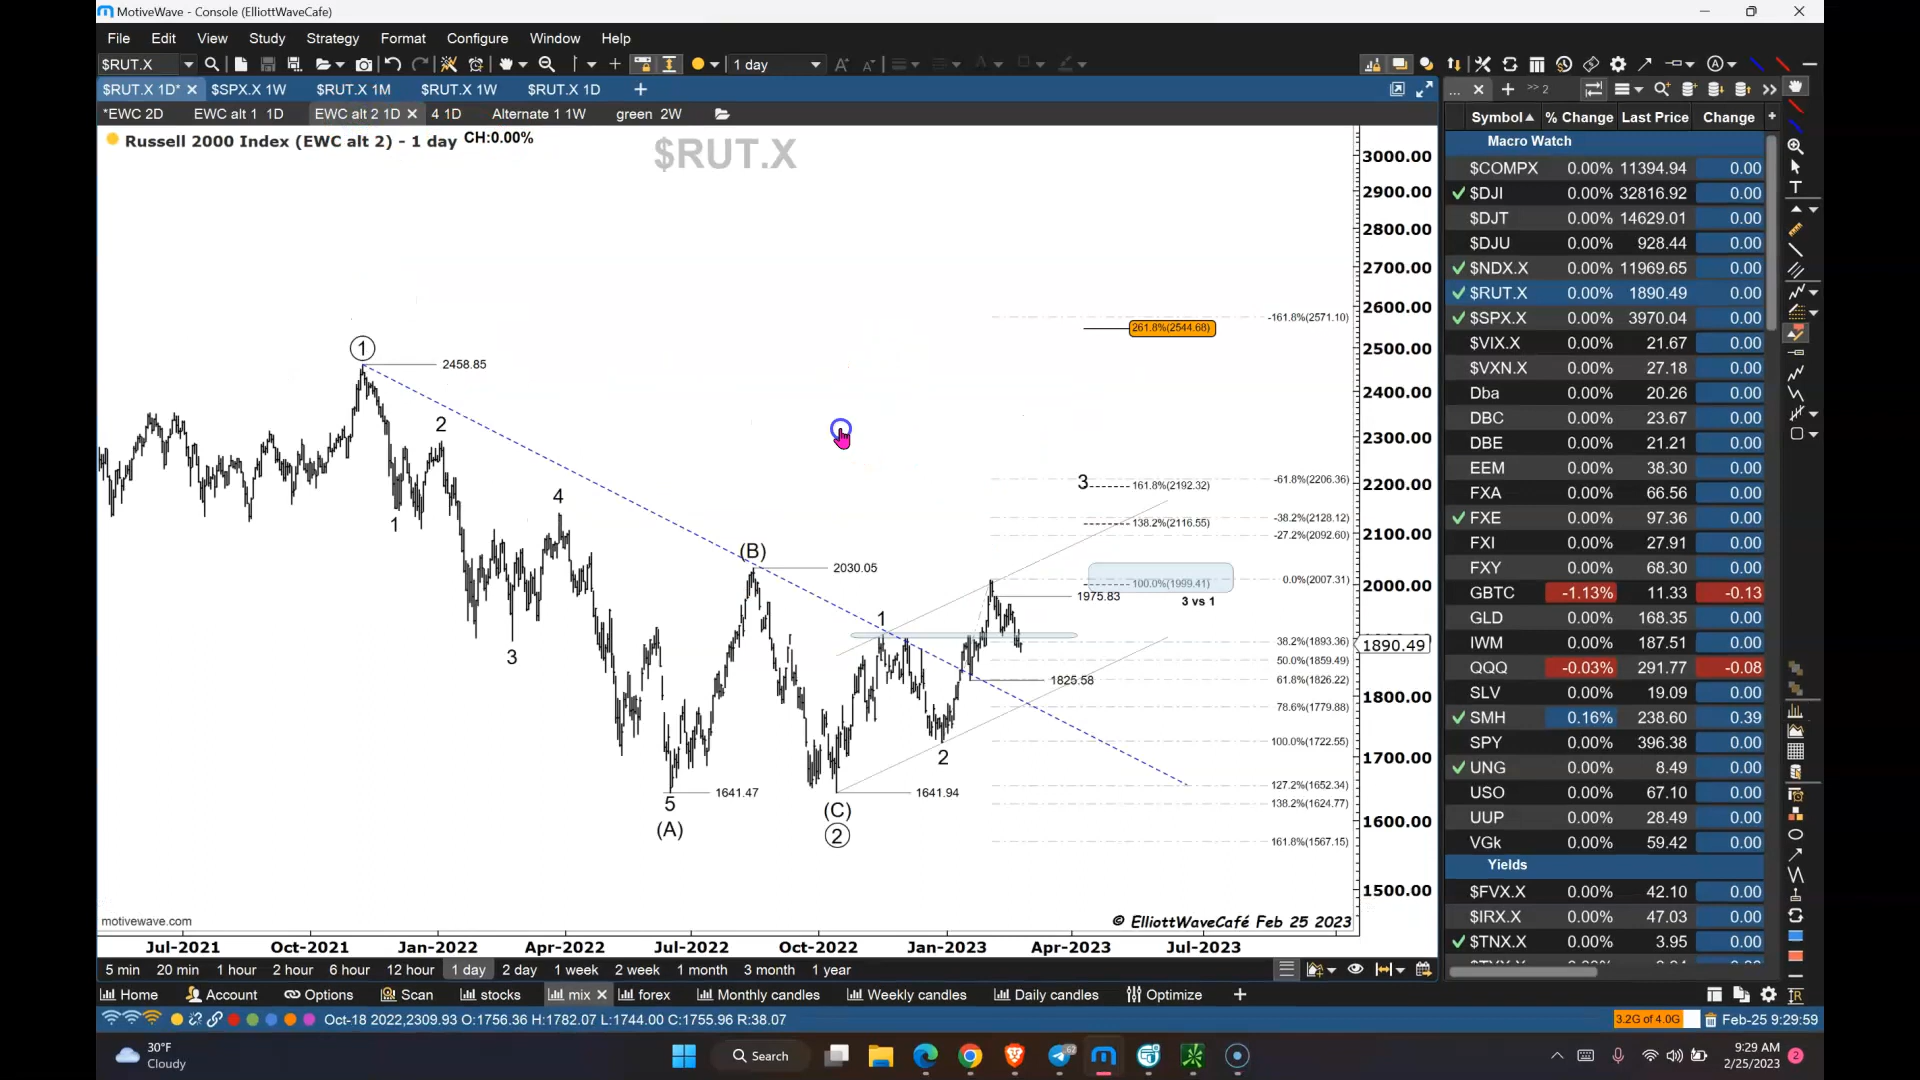 MotiveWave - Console (ElliottWaveCafe)
File Edit View Study Strategy Format Configure Window Help
$RUT.X 1 day
$RUT.X 1D* $SPX.X 1W $RUT.X 1M $RUT.X 1W $RUT.X 1D
*EWC 2D EWC alt 1 1D EWC alt 2 1D 4 1D Alternate 1 1W green 2W
Russell 2000 Index (EWC alt 2) - 1 day CH:0.00%
$RUT.X
3000.00
2900.00
2800.00
2700.00
2600.00
2500.00
2400.00
2300.00
2200.00
2100.00
2000.00
1890.49
1800.00
1700.00
1600.00
1500.00
-161.8%(2571.10)
261.8%(2544.68)
1
2458.85
2
4
3 161.8%(2192.32)
-61.8%(2206.36)
138.2%(2116.55)
-38.2%(2128.12)
-27.2%(2092.60)
(B)
2030.05
100.0%(1999.41)
0.0%(2007.31)
1975.83
3 vs 1
1
1
38.2%(1893.36)
3
50.0%(1859.49)
1825.58
61.8%(1826.22)
78.6%(1779.88)
100.0%(1722.55)
2
127.2%(1652.34)
1641.47
1641.94
138.2%(1624.77)
5
(A)
(C)
2
161.8%(1567.15)
motivewave.com
© ElliottWaveCafé Feb 25 2023
Jul-2021 Oct-2021 Jan-2022 Apr-2022 Jul-2022 Oct-2022 Jan-2023 Apr-2023 Jul-2023
... >> 2
Symbol % Change Last Price Change
Macro Watch
$COMPX 0.00% 11394.94 0.00
$DJI 0.00% 32816.92 0.00
$DJT 0.00% 14629.01 0.00
$DJU 0.00% 928.44 0.00
$NDX.X 0.00% 11969.65 0.00
$RUT.X 0.00% 1890.49 0.00
$SPX.X 0.00% 3970.04 0.00
$VIX.X 0.00% 21.67 0.00
$VXN.X 0.00% 27.18 0.00
Dba 0.00% 20.26 0.00
DBC 0.00% 23.67 0.00
DBE 0.00% 21.21 0.00
EEM 0.00% 38.30 0.00
FXA 0.00% 66.56 0.00
FXE 0.00% 97.36 0.00
FXI 0.00% 27.91 0.00
FXY 0.00% 68.30 0.00
GBTC -1.13% 11.33 -0.13
GLD 0.00% 168.35 0.00
IWM 0.00% 187.51 0.00
QQQ -0.03% 291.77 -0.08
SLV 0.00% 19.09 0.00
SMH 0.16% 238.60 0.39
SPY 0.00% 396.38 0.00
UNG 0.00% 8.49 0.00
USO 0.00% 67.10 0.00
UUP 0.00% 28.49 0.00
VGk 0.00% 59.42 0.00
Yields
$FVX.X 0.00% 42.10 0.00
$IRX.X 0.00% 47.03 0.00
$TNX.X 0.00% 3.95 0.00
5 min 20 min 1 hour 2 hour 6 hour 12 hour 1 day 2 day 1 week 2 week 1 month 3 month 1 year
Home Account Options Scan stocks mix forex Monthly candles Weekly candles Daily candles Optimize
Oct-18 2022,2309.93 O:1756.36 H:1782.07 L:1744.00 C:1755.96 R:38.07
3.2G of 4.0G Feb-25 9:29:59
30°F
Cloudy
Search
62
9:29 AM
2/25/2023
2